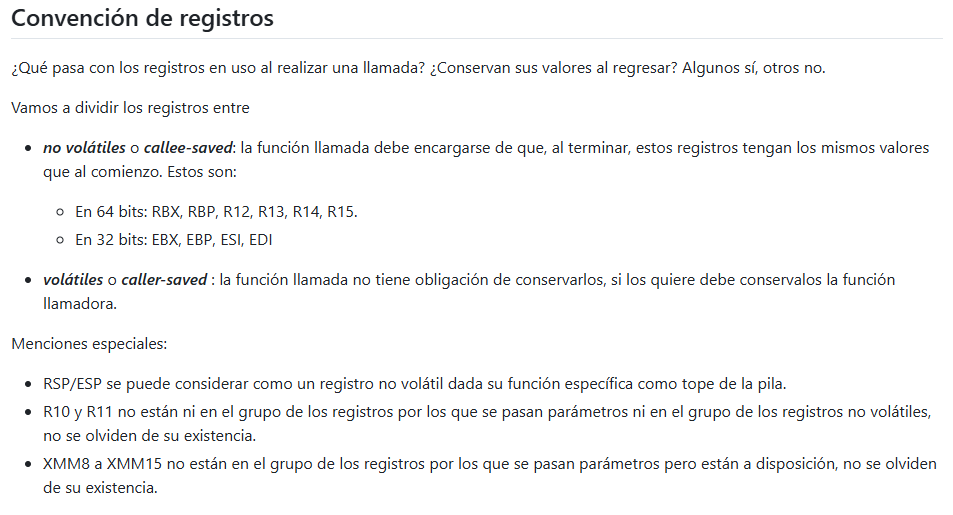 Convención de registros
¿Qué pasa con los registros en uso al realizar una llamada? ¿Conservan sus valores al regresar? Algunos sí, otros no.
Vamos a dividir los registros entre
• no volátiles o callee-saved: la función llamada debe encargarse de que, al terminar, estos registros tengan los mismos valores
que al comienzo. Estos son:
○ En 64 bits: RBX, RBP, R12, R13, R14, R15.
○ En 32 bits: EBX, EBP, ESI, EDI
• volátiles o caller-saved : la función llamada no tiene obligación de conservarlos, si los quiere debe conservalos la función
llamadora.
Menciones especiales:
• RSP/ESP se puede considerar como un registro no volátil dada su función específica como tope de la pila.
• R10 y R11 no están ni en el grupo de los registros por los que se pasan parámetros ni en el grupo de los registros no volátiles,
no se olviden de su existencia.
• XMM8 a XMM15 no están en el grupo de los registros por los que se pasan parámetros pero están a disposición, no se olviden
de su existencia.